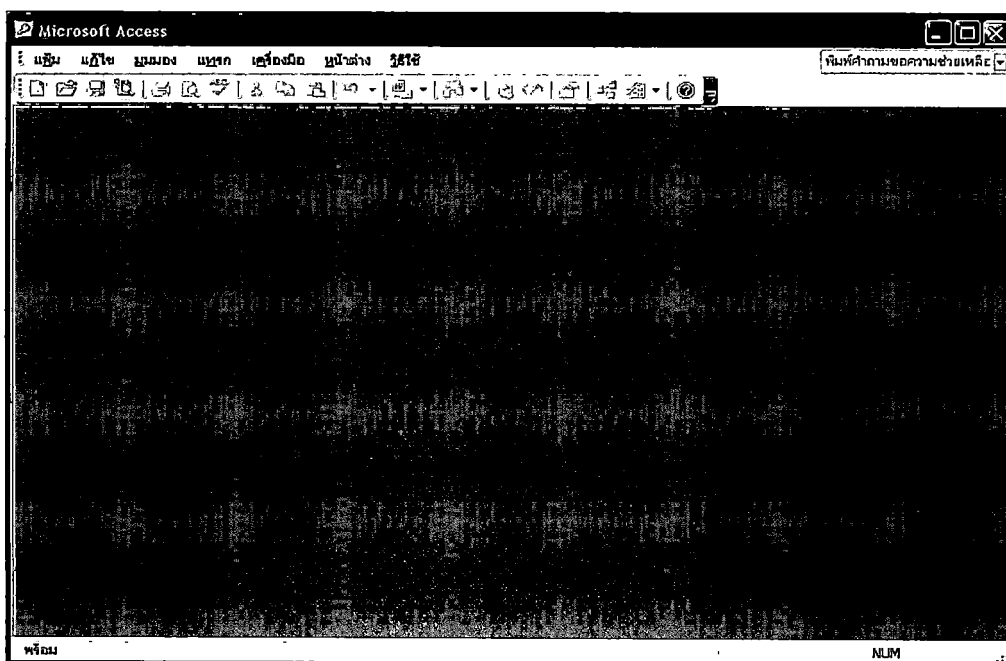 Microsoft Access
แฟ้ม แก้ไข มุมมอง แทรก เครื่องมือ หน้าต่าง วิธีใช้ พิมพ์คำถามขอความช่วยเหลือ
พร้อม NUM